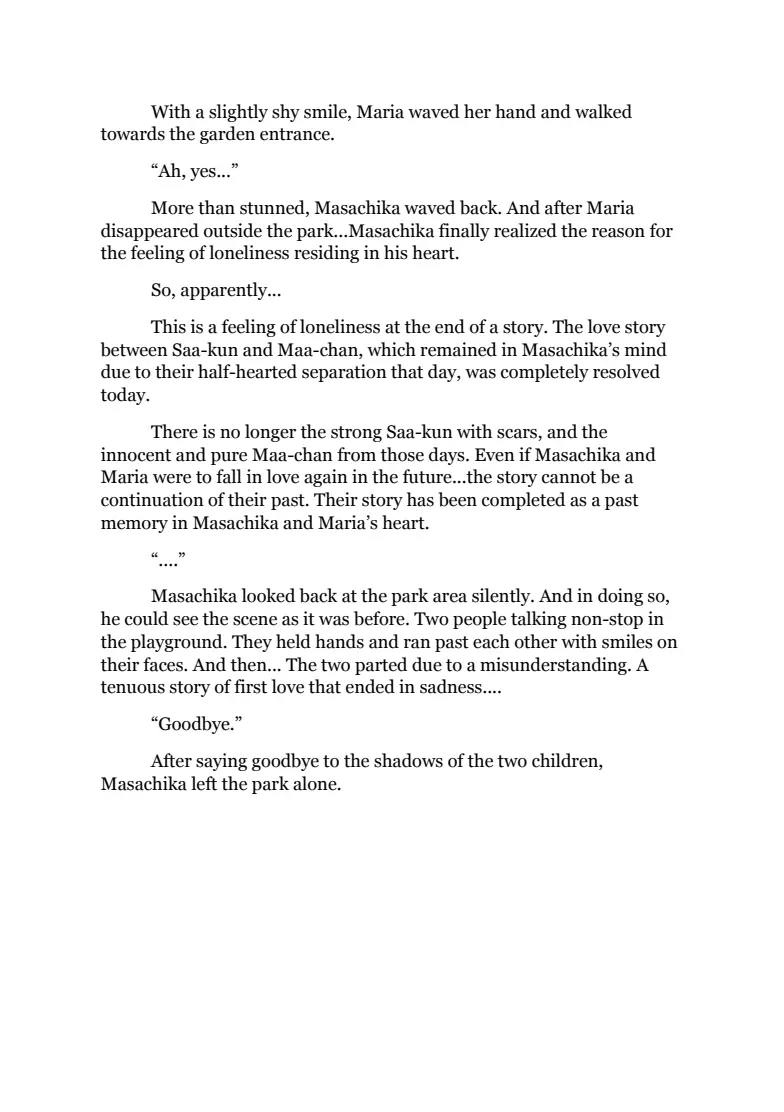 With a slightly shy smile, Maria waved her hand and walked
towards the garden entrance.
“Ah, yes...”
More than stunned, Masachika waved back. And after Maria
disappeared outside the park...Masachika finally realized the reason for
the feeling of loneliness residing in his heart.
So, apparently...
This is a feeling of loneliness at the end of a story. The love story
between Saa-kun and Maa-chan, which remained in Masachika’s mind
due to their half-hearted separation that day, was completely resolved
today.
There is no longer the strong Saa-kun with scars, and the
innocent and pure Maa-chan from those days. Even if Masachika and
Maria were to fall in love again in the future...the story cannot be a
continuation of their past. Their story has been completed as a past
memory in Masachika and Maria’s heart.
“....”
Masachika looked back at the park area silently. And in doing so,
he could see the scene as it was before. Two people talking non-stop in
the playground. They held hands and ran past each other with smiles on
their faces. And then... The two parted due to a misunderstanding. A
tenuous story of first love that ended in sadness....
“Goodbye.”
After saying goodbye to the shadows of the two children,
Masachika left the park alone.